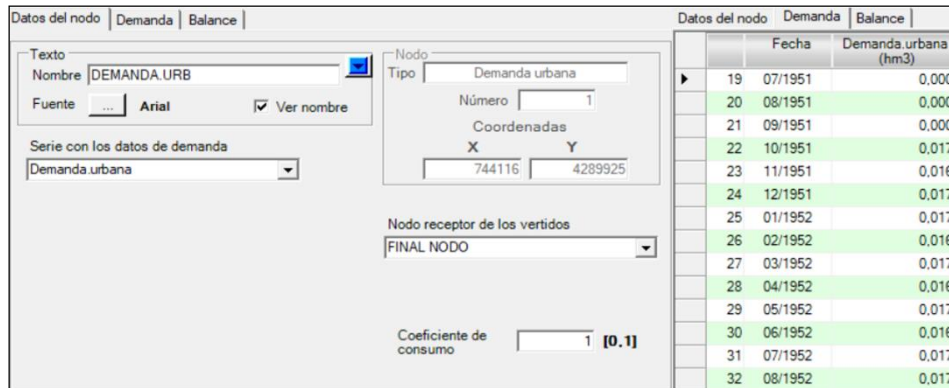 Datos del nodo Demanda Balance
Texto
Nombre DEMANDA.URB
Fuente ... Arial Ver nombre
Serie con los datos de demanda
Demanda.urbana
Nodo
Tipo Demanda urbana
Número 1
Coordenadas
X Y
744116 4289925
Nodo receptor de los vertidos
FINAL NODO
Coeficiente de consumo 1 [0,1]
Datos del nodo Demanda Balance
Fecha Demanda.urbana (hm3)
19 07/1951 0,000
20 08/1951 0,000
21 09/1951 0,000
22 10/1951 0,017
23 11/1951 0,016
24 12/1951 0,017
25 01/1952 0,017
26 02/1952 0,016
27 03/1952 0,017
28 04/1952 0,016
29 05/1952 0,017
30 06/1952 0,016
31 07/1952 0,017
32 08/1952 0,017